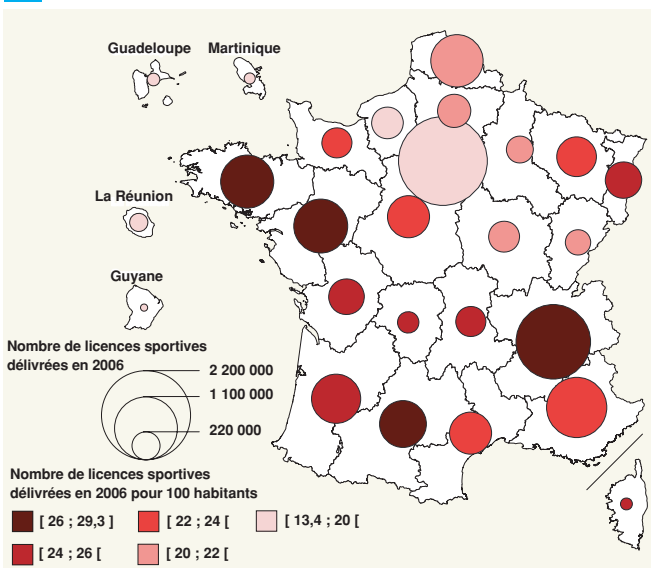 Guadeloupe
Martinique
La Réunion
Guyane
Nombre de licences sportives
délivrées en 2006
2 200 000
1 100 000
220 000
Nombre de licences sportives
délivrées en 2006 pour 100 habitants
[ 26 ; 29,3 ]
[ 22 ; 24 [
[ 13,4 ; 20 [
[ 24 ; 26 [
[ 20 ; 22 [